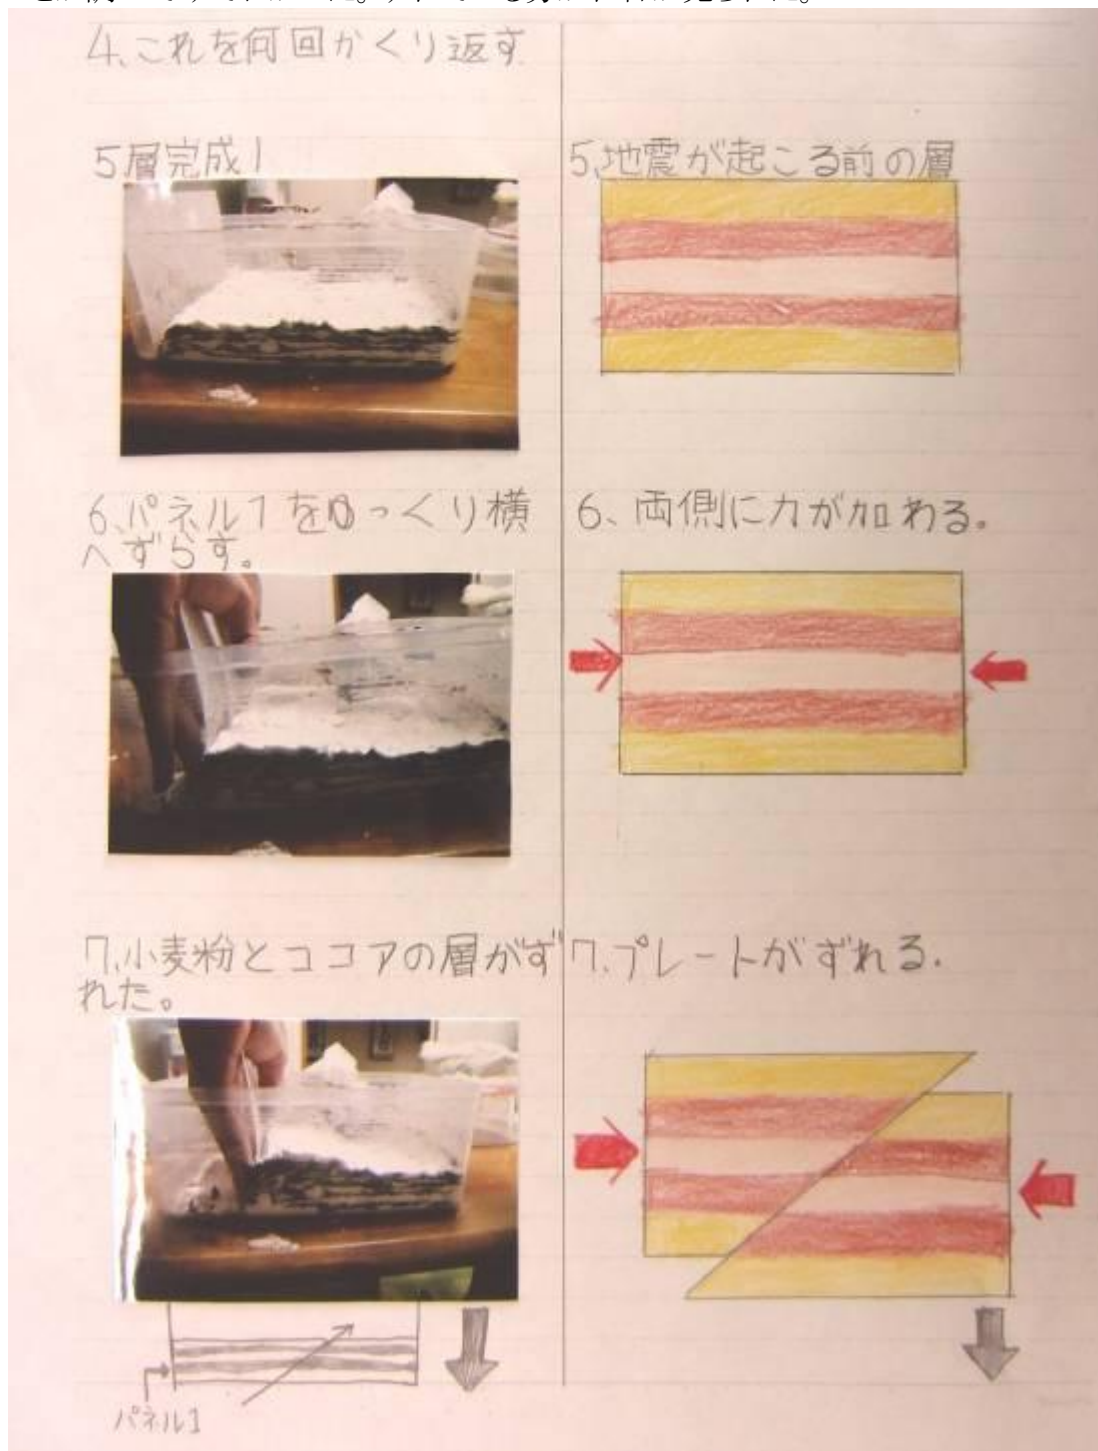 4、これを何回かくり返す
5層完成1
5、地震が起こる前の層
6、パネル1をゆっくり横
へずらす。
6、両側に力が加わる。
7、小麦粉とココアの層がず
れた。
7、プレートがずれる.
パネル1